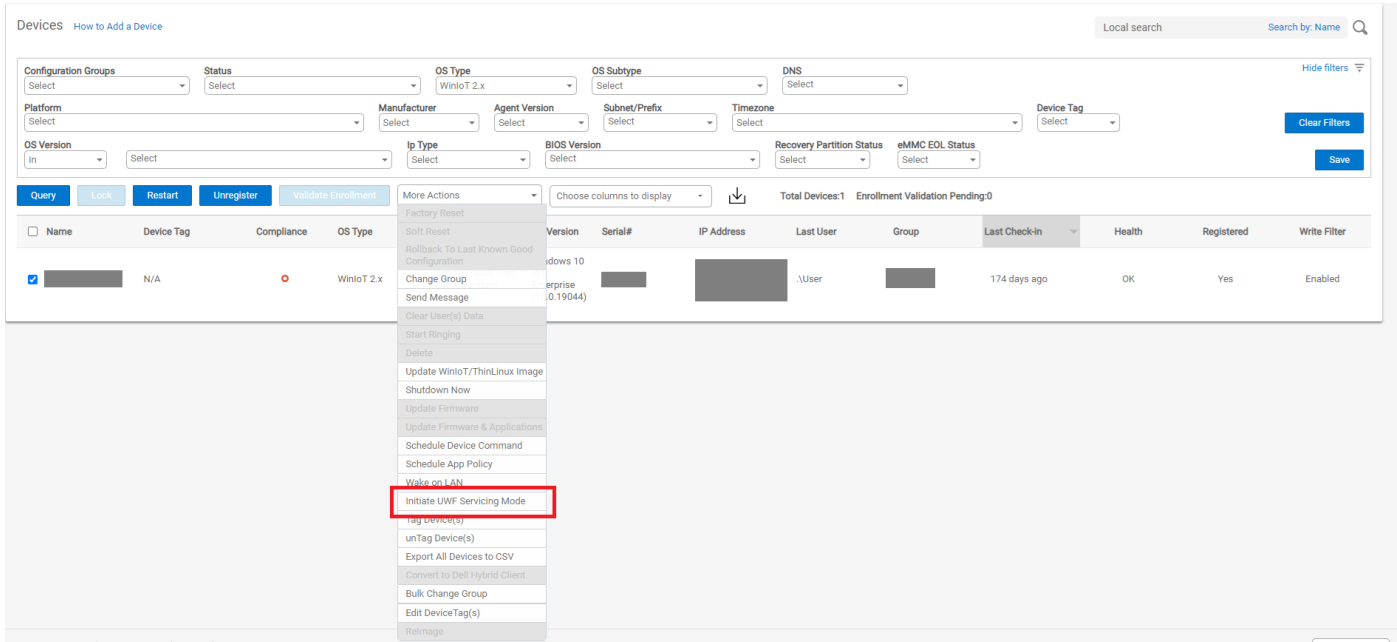 Devices How to Add a Device
Local search Search by: Name
Configuration Groups Status OS Type OS Subtype DNS Hide filters
Select Select WinIoT 2.x Select Select
Platform Manufacturer Agent Version Subnet/Prefix Timezone Device Tag
Select Select Select Select Select Select Clear Filters
OS Version Ip Type BIOS Version Recovery Partition Status eMMC EOL Status
In Select Select Select Select Select Save
Query Lock Restart Unregister Validate Enrollment More Actions Choose columns to display Total Devices:1 Enrollment Validation Pending:0
Name Device Tag Compliance OS Type Version Serial# IP Address Last User Group Last Check-in Health Registered Write Filter
N/A WinIoT 2.x .\User 174 days ago OK Yes Enabled
ndows 10
erprise
.0.19044)
Factory Reset
Soft Reset
Rollback To Last Known Good
Configuration
Change Group
Send Message
Clear User(s) Data
Start Ringing
Delete
Update WinIoT/ThinLinux Image
Shutdown Now
Update Firmware
Update Firmware & Applications
Schedule Device Command
Schedule App Policy
Wake on LAN
Initiate UWF Servicing Mode
Tag Device(s)
unTag Device(s)
Export All Devices to CSV
Convert to Dell Hybrid Client
Bulk Change Group
Edit DeviceTag(s)
ReImage